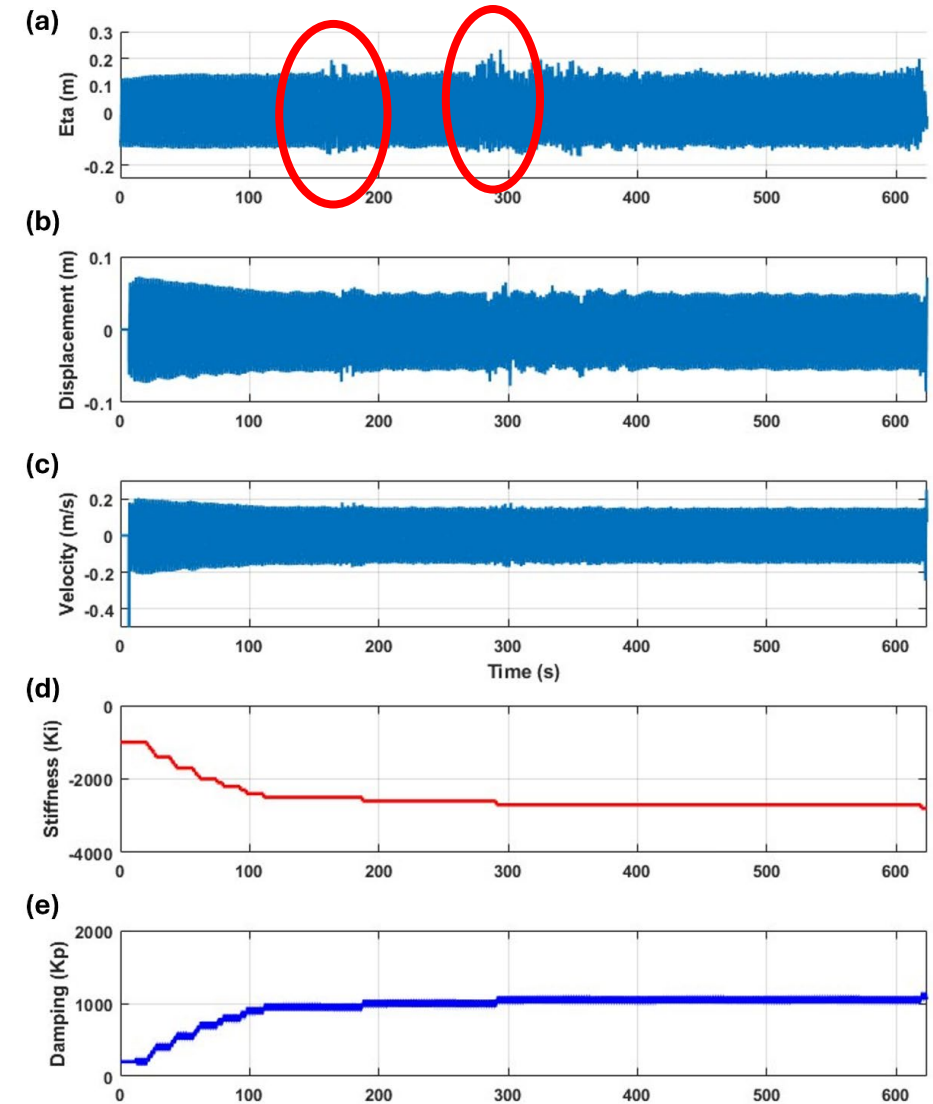 (a)
Eta (m)
0.3
0.2
0.1
0
-0.2
0 100 200 300 400 500 600
(b)
Displacement (m)
0.1
0
-0.1
0 100 200 300 400 500 600
(c)
Velocity (m/s)
0.2
0
-0.2
-0.4
0 100 200 300 400 500 600
Time (s)
(d)
Stiffness (Ki)
0
-2000
-4000
0 100 200 300 400 500 600
(e)
Damping (Kp)
2000
1000
0
0 100 200 300 400 500 600